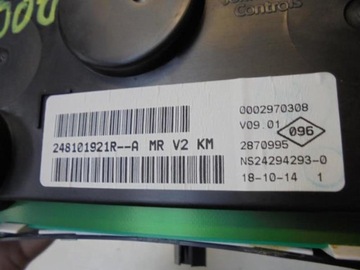 Controls
0002970308
V09.01
096
248101921R--A MR V2 KM
2870995
NS24294293-0
18-10-14 1